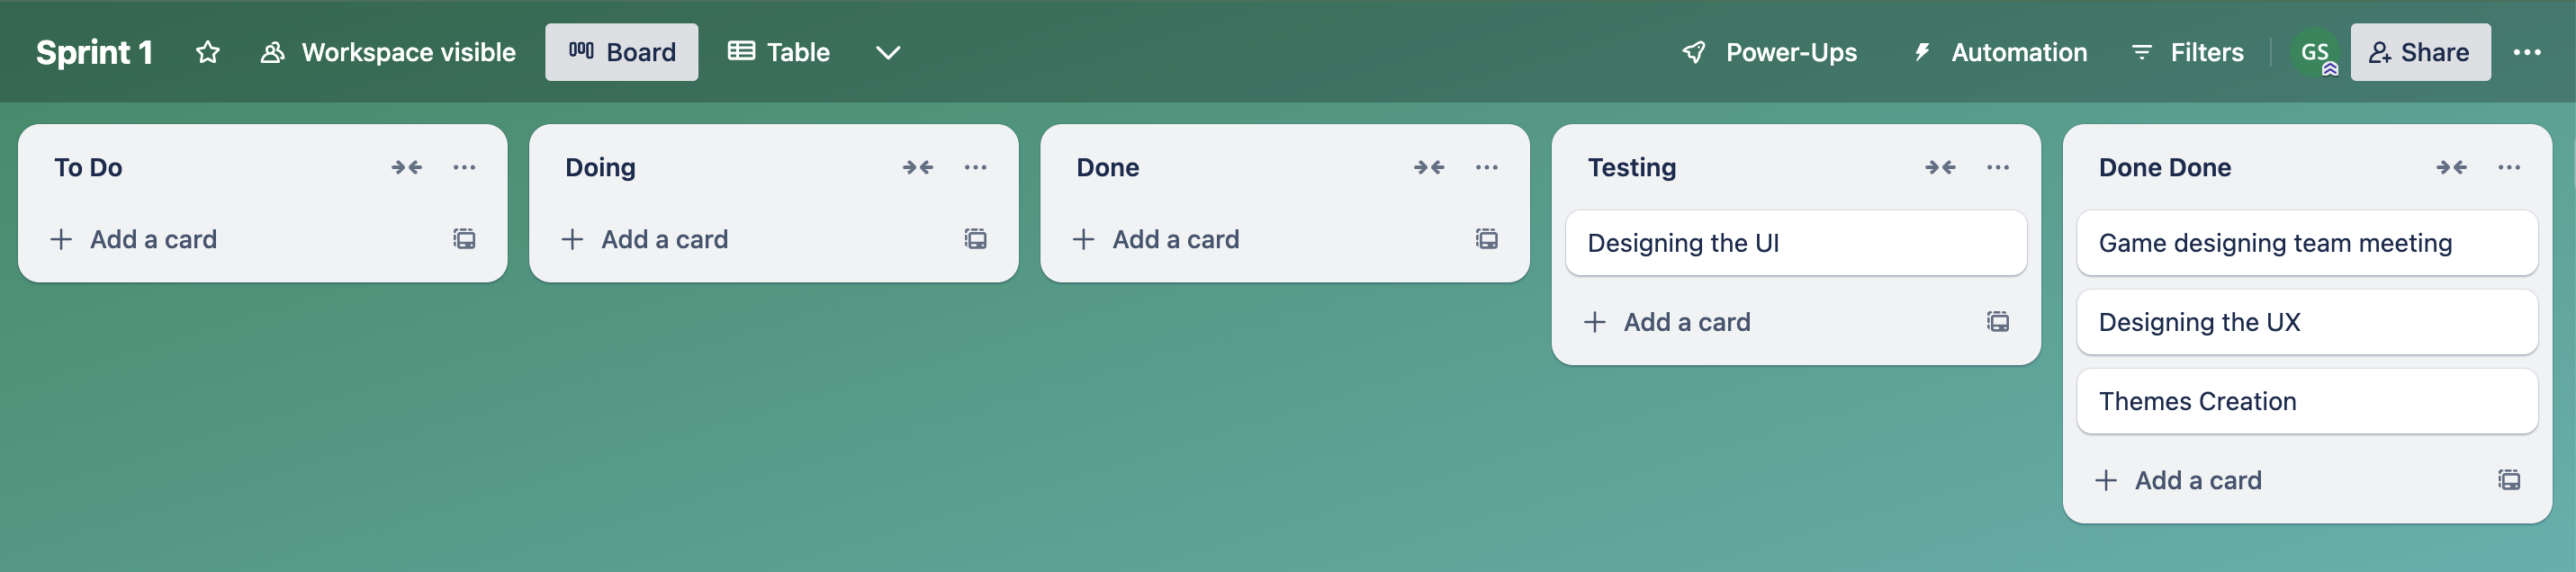 Sprint 1
Workspace visible
Board
Table
Power-Ups
Automation
Filters
GS
Share
To Do
Add a card
Doing
Add a card
Done
Add a card
Testing
Designing the UI
Add a card
Done Done
Game designing team meeting
Designing the UX
Themes Creation
Add a card